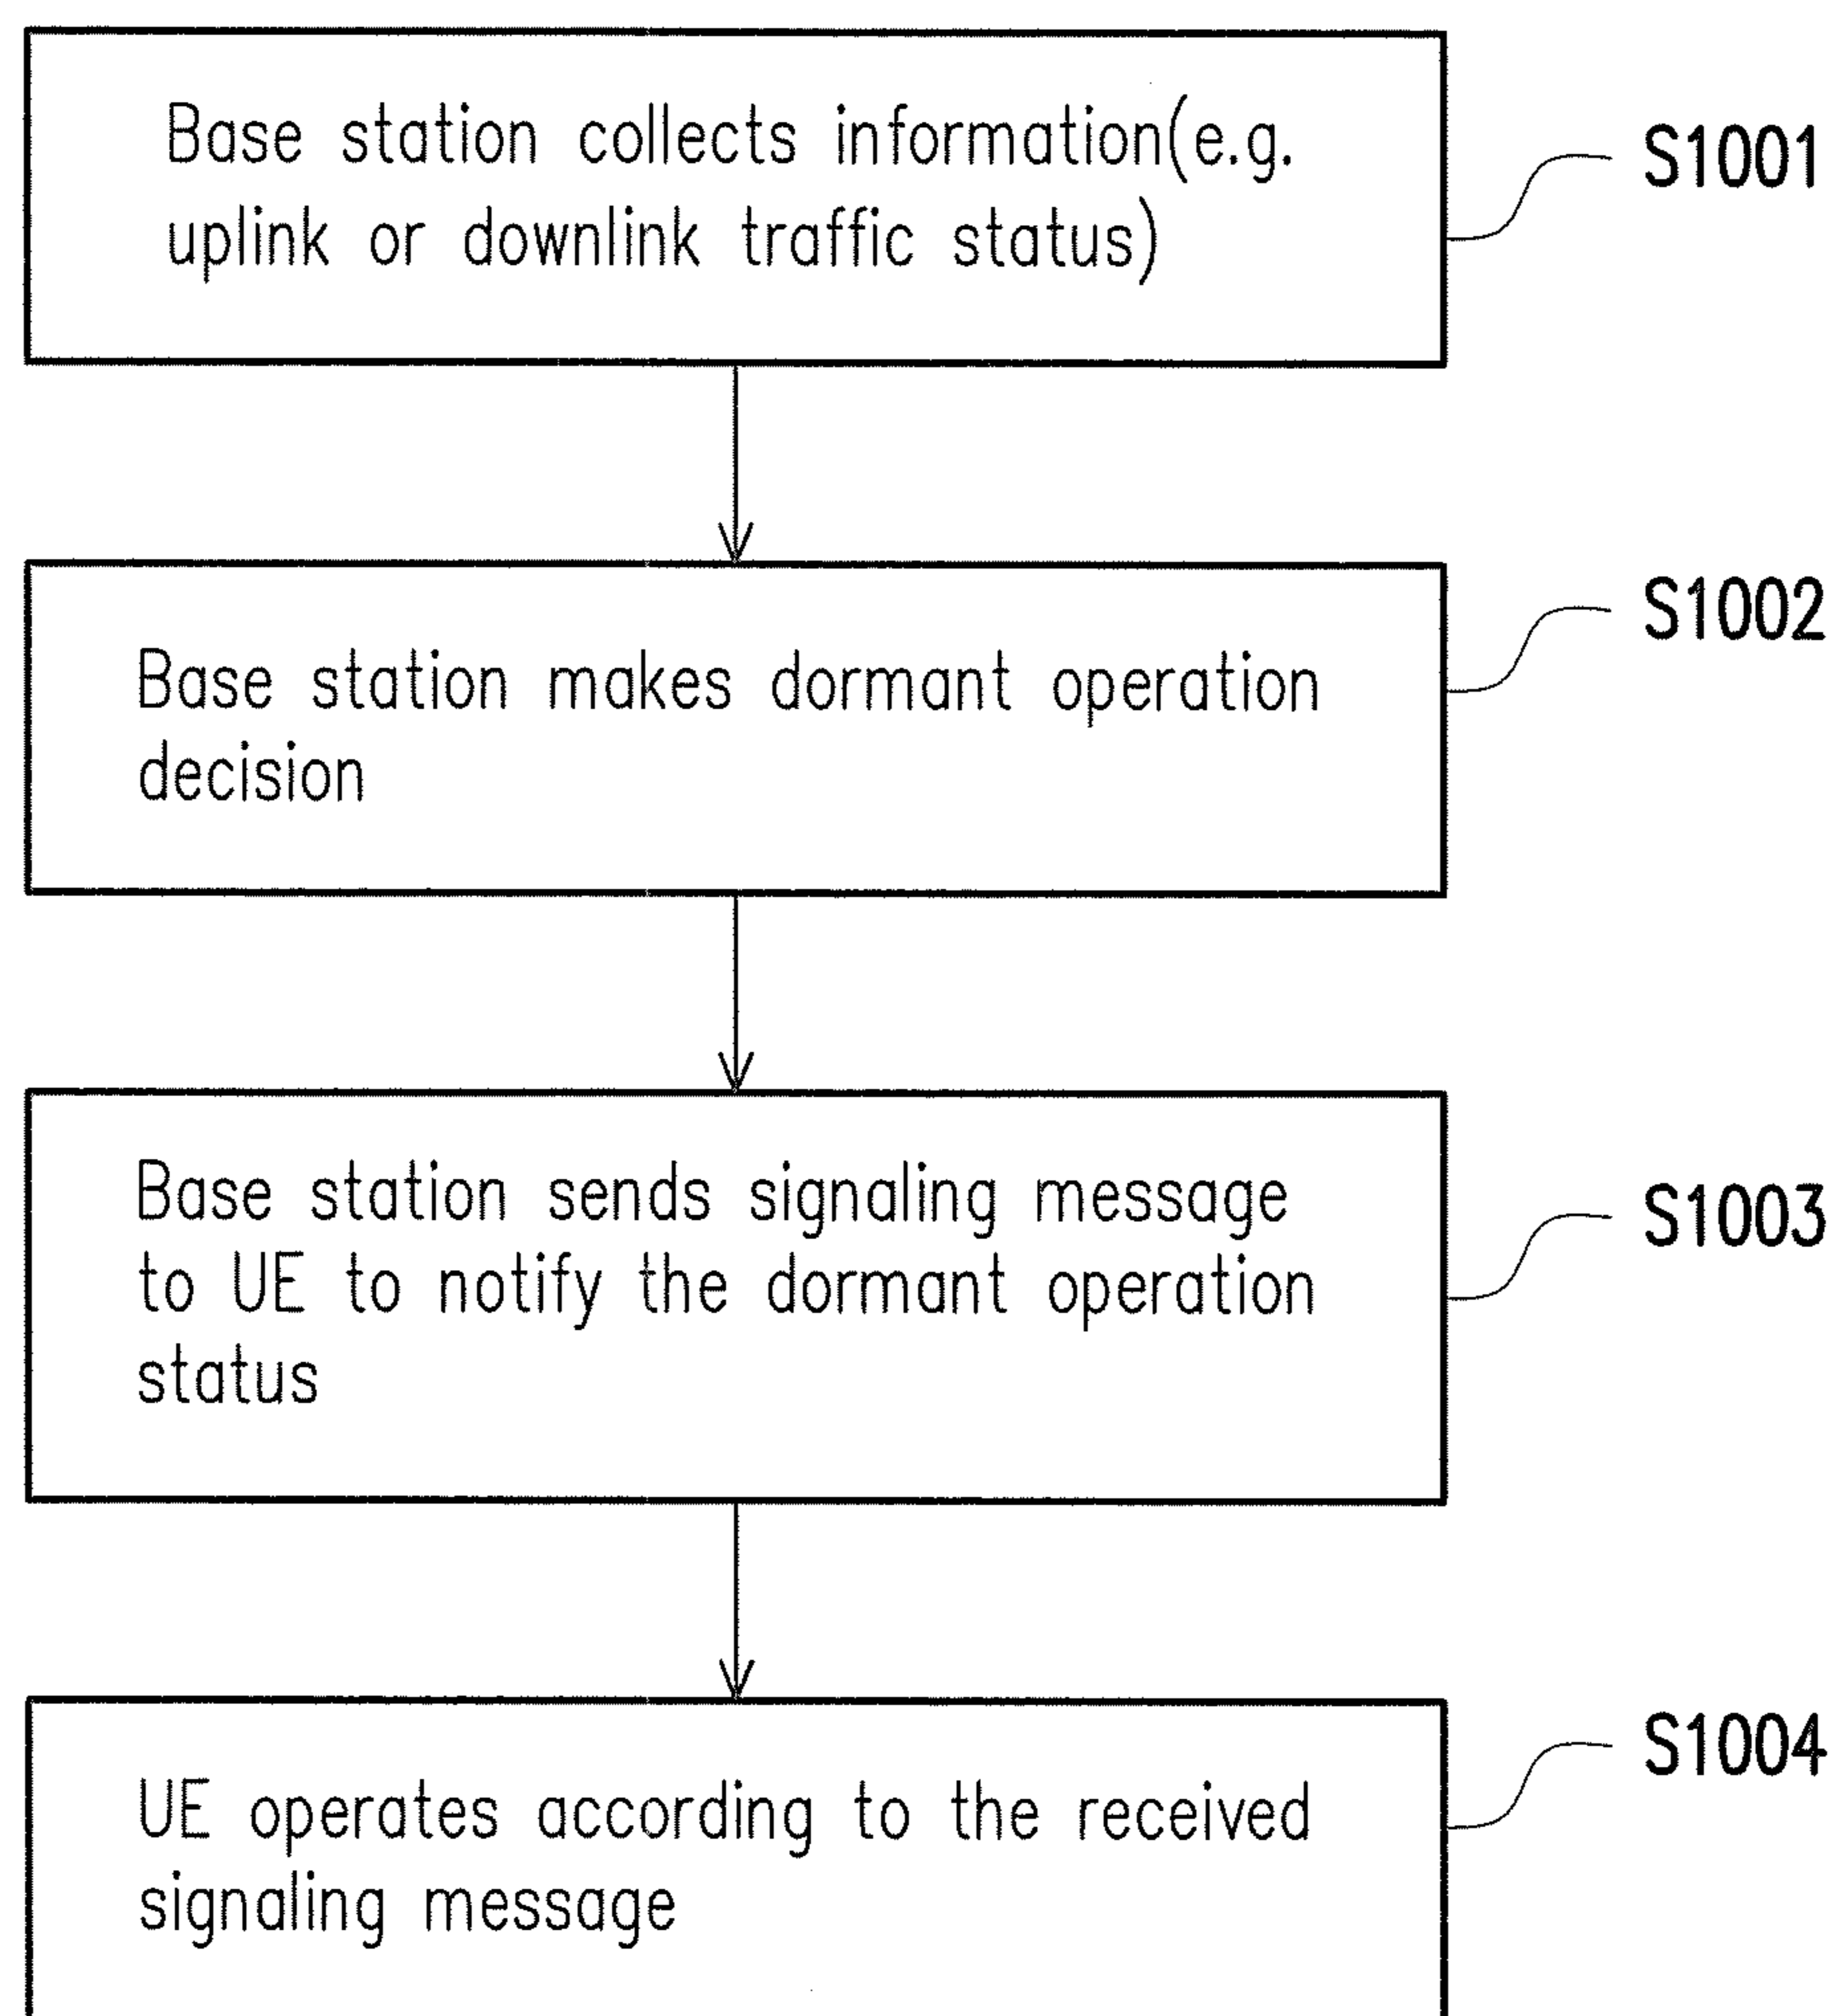 Base station collects information(e.g.
uplink or downlink traffic status)
S1001
Base station makes dormant operation
decision
S1002
Base station sends signaling message
to UE to notify the dormant operation
status
S1003
UE operates according to the received
signaling message
S1004